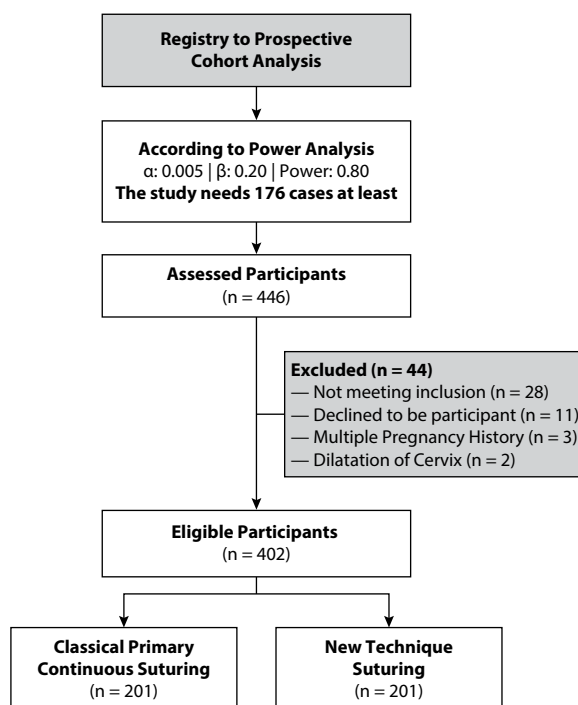 Registry to Prospective
Cohort Analysis
According to Power Analysis
α: 0.005 | β: 0.20 | Power: 0.80
The study needs 176 cases at least
Assessed Participants
(n = 446)
Excluded (n = 44)
— Not meeting inclusion (n = 28)
— Declined to be participant (n = 11)
— Multiple Pregnancy History (n = 3)
— Dilatation of Cervix (n = 2)
Eligible Participants
(n = 402)
Classical Primary
Continuous Suturing
(n = 201)
New Technique
Suturing
(n = 201)